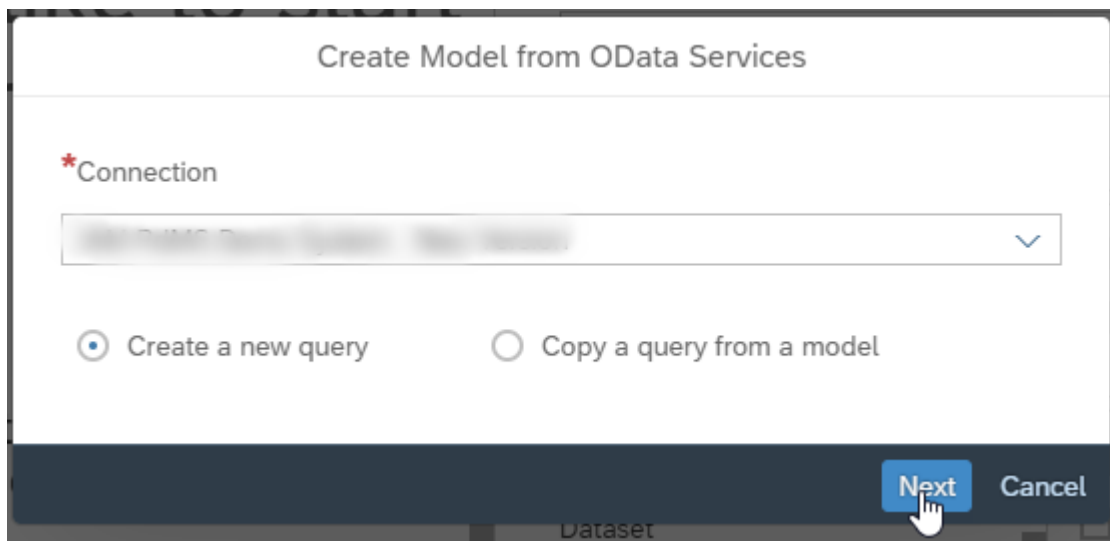 Create Model from OData Services
*Connection
Create a new query
Copy a query from a model
Next
Cancel
Dataset